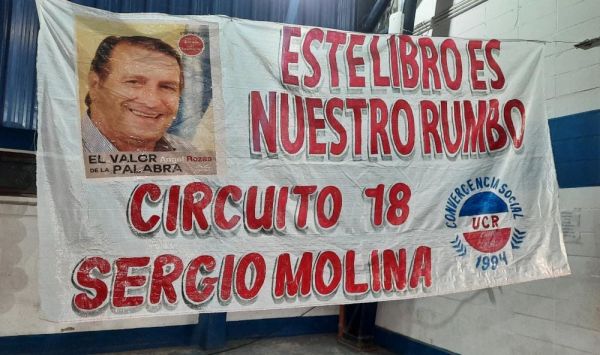 ESTE LIBRO ES
NUESTRO RUMBO
EL VALOR Angel Rozas
DE LA PALABRA
CIRCUITO 18
SERGIO MOLINA
CONVERGENCIA SOCIAL
UCR
1994